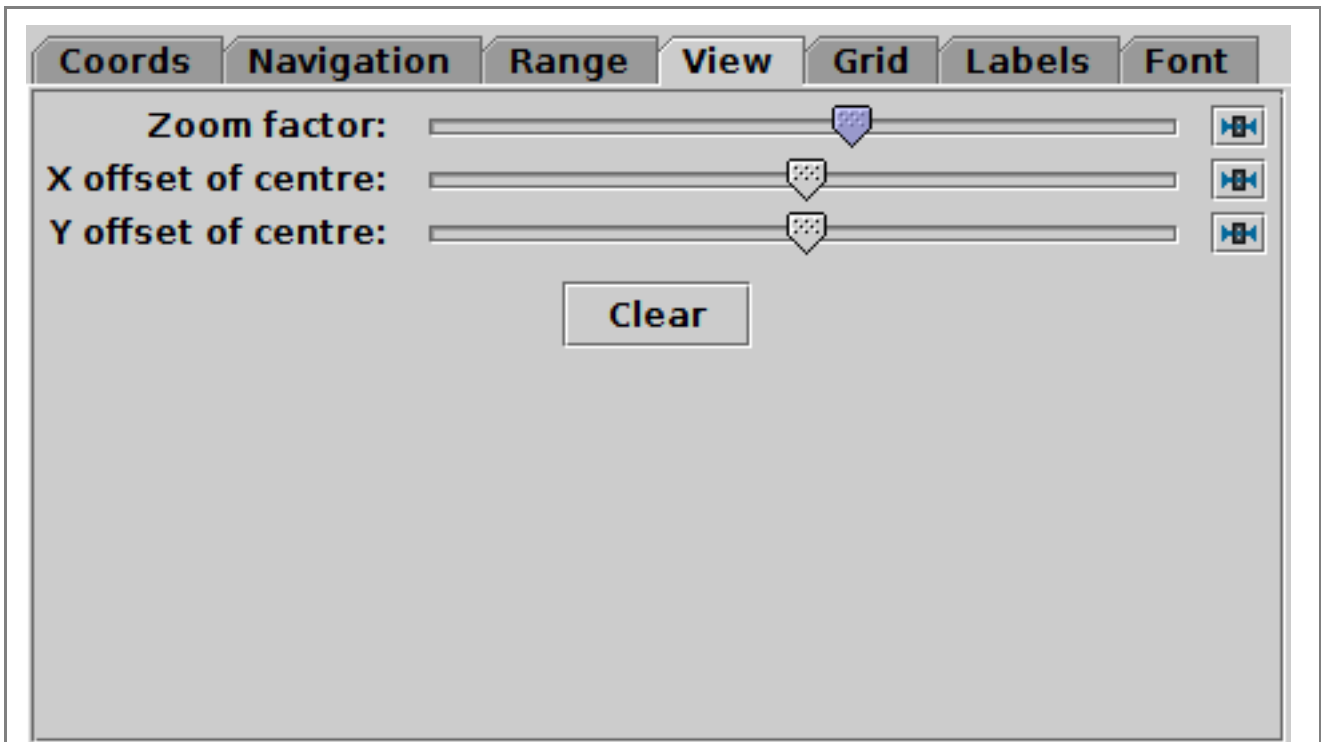 Coords Navigation Range View Grid Labels Font
Zoom factor:
X offset of centre:
Y offset of centre:
Clear